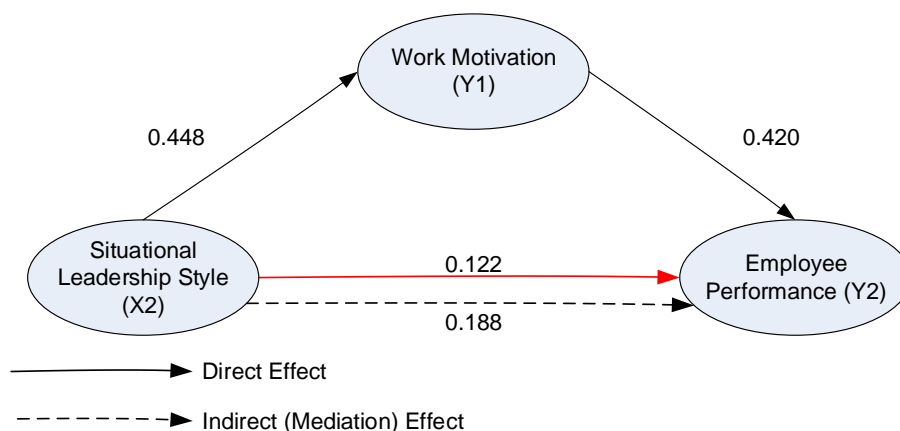 Work Motivation
(Y1)
0.448
0.420
Situational
Leadership Style
(X2)
0.122
0.188
Employee
Performance (Y2)
Direct Effect
Indirect (Mediation) Effect